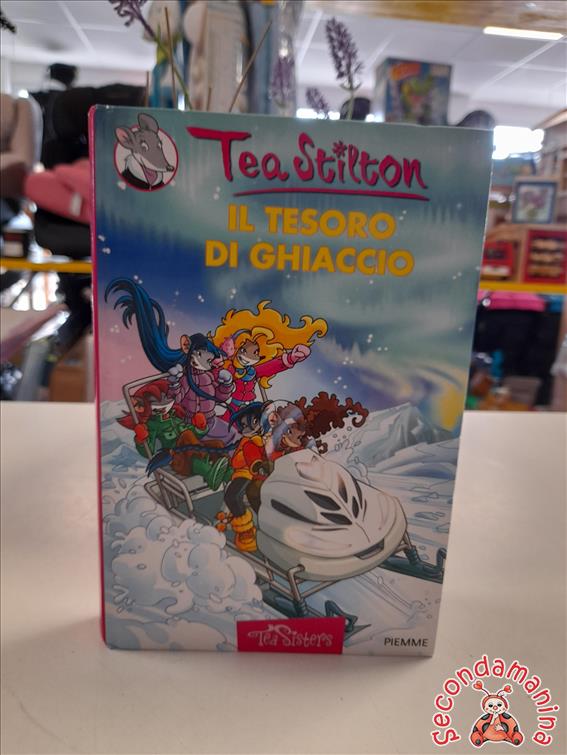 Tea Stilton
IL TESORO
DI GHIACCIO
Tea Sisters
PIEMME
Secondamanina